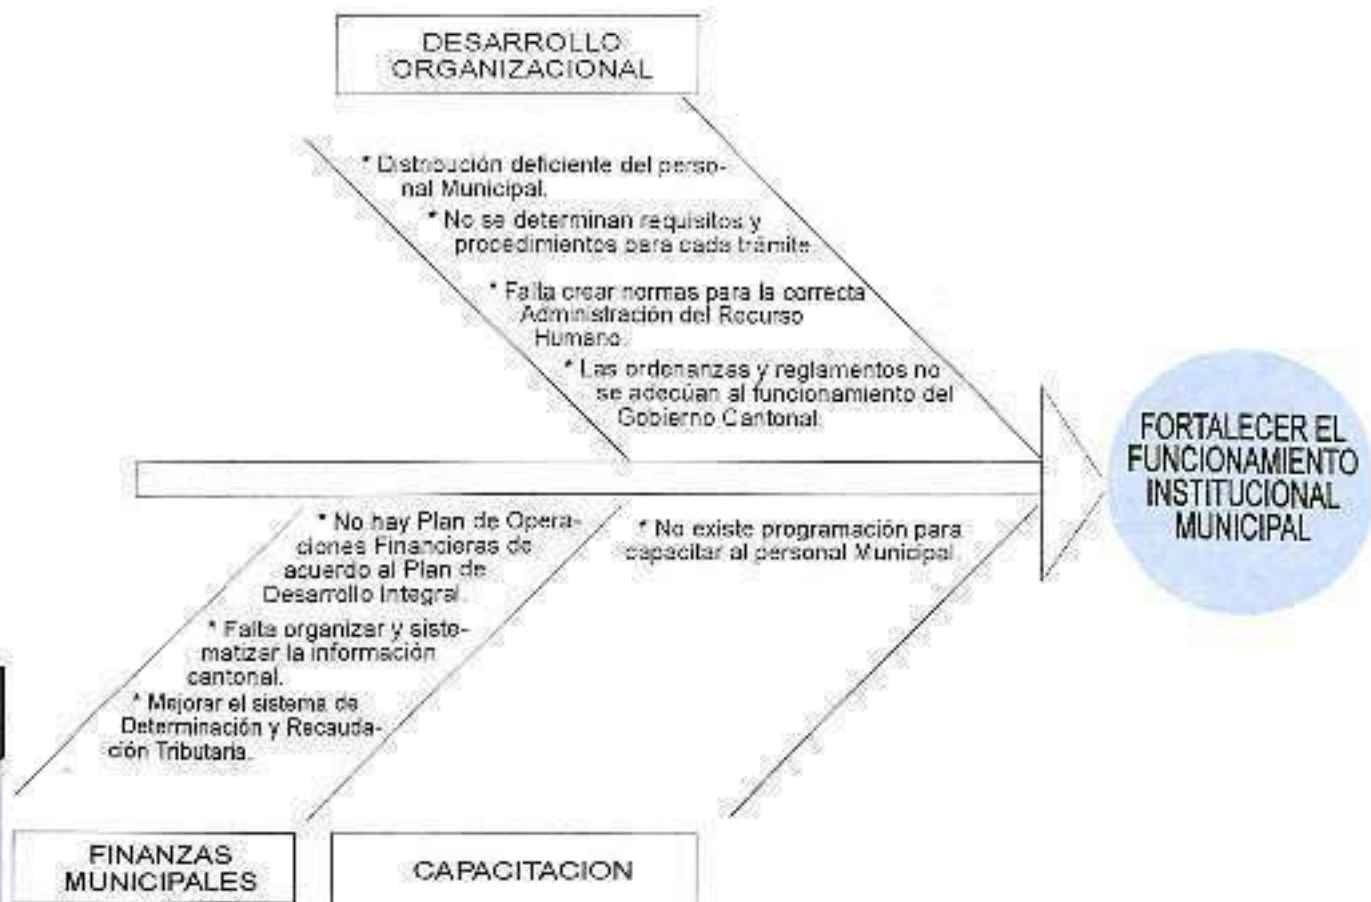 DESARROLLO
ORGANIZACIONAL
* Distribución deficiente del perso-
nal Municipal.
* No se determinan requisitos y
procedimientos para cada trámite.
* Falta crear normas para la correcta
Administración del Recurso
Humano.
* Las ordenanzas y reglamentos no
se adecúan al funcionamiento del
Gobierno Cantonal.
FORTALECER EL
FUNCIONAMIENTO
INSTITUCIONAL
MUNICIPAL
* No hay Plan de Opera-
ciones Financieras de
acuerdo al Plan de
Desarrollo Integral.
* Falta organizar y siste-
matizar la información
cantonal.
* Mejorar el sistema de
Determinación y Recauda-
ción Tributaria.
* No existe programación para
capacitar al personal Municipal
FINANZAS
MUNICIPALES
CAPACITACION